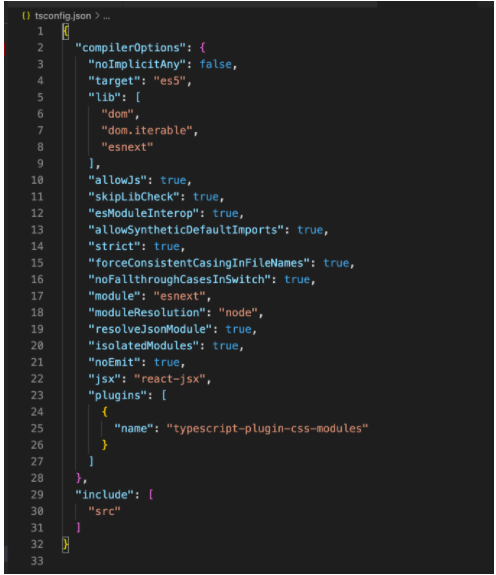 {} tsconfig.json > ...
1 {
2 "compilerOptions": {
3 "noImplicitAny": false,
4 "target": "es5",
5 "lib": [
6 "dom",
7 "dom.iterable",
8 "esnext"
9 ],
10 "allowJs": true,
11 "skipLibCheck": true,
12 "esModuleInterop": true,
13 "allowSyntheticDefaultImports": true,
14 "strict": true,
15 "forceConsistentCasingInFileNames": true,
16 "noFallthroughCasesInSwitch": true,
17 "module": "esnext",
18 "moduleResolution": "node",
19 "resolveJsonModule": true,
20 "isolatedModules": true,
21 "noEmit": true,
22 "jsx": "react-jsx",
23 "plugins": [
24 {
25 "name": "typescript-plugin-css-modules"
26 }
27 ]
28 },
29 "include": [
30 "src"
31 ]
32 }
33